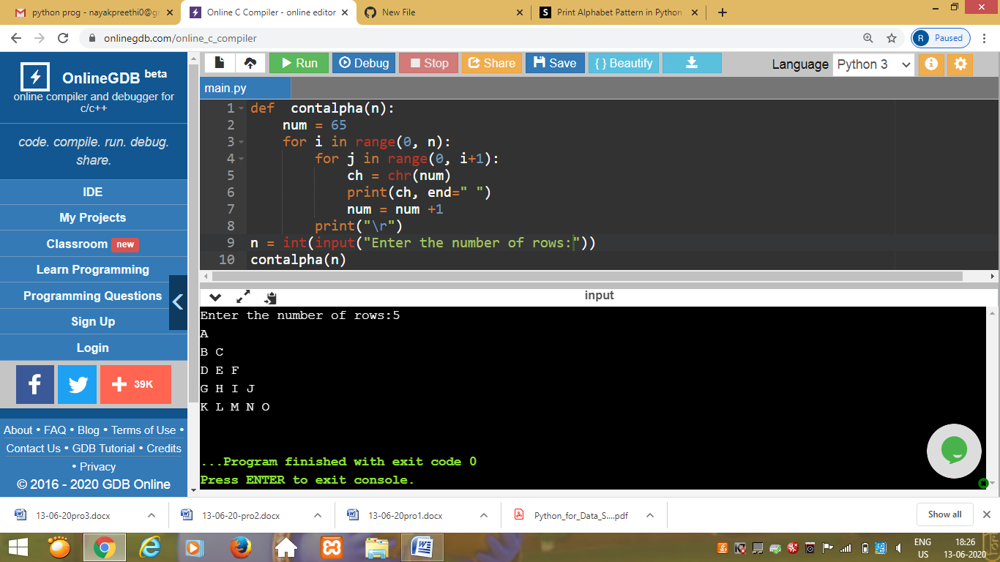 python prog - nayakpreethi0@gr
Online C Compiler - online editor
New File
Print Alphabet Pattern in Python
onlinegdb.com/online_c_compiler
R Paused
OnlineGDB beta
online compiler and debugger for
c/c++
code. compile. run. debug.
share.
IDE
My Projects
Classroom new
Learn Programming
Programming Questions
Sign Up
Login
39K
About • FAQ • Blog • Terms of Use •
Contact Us • GDB Tutorial • Credits
• Privacy
© 2016 - 2020 GDB Online
Run Debug Stop Share Save { } Beautify
Language Python 3
main.py
1 def  contalpha(n):
2     num = 65
3     for i in range(0, n):
4         for j in range(0, i+1):
5             ch = chr(num)
6             print(ch, end=" ")
7             num = num +1
8         print("\r")
9 n = int(input("Enter the number of rows:"))
10 contalpha(n)
input
Enter the number of rows:5
A
B C
D E F
G H I J
K L M N O
...Program finished with exit code 0
Press ENTER to exit console.
13-06-20pro3.docx
13-06-20-pro2.docx
13-06-20pro1.docx
Python_for_Data_S....pdf
Show all
ENG
US
18:26
13-06-2020